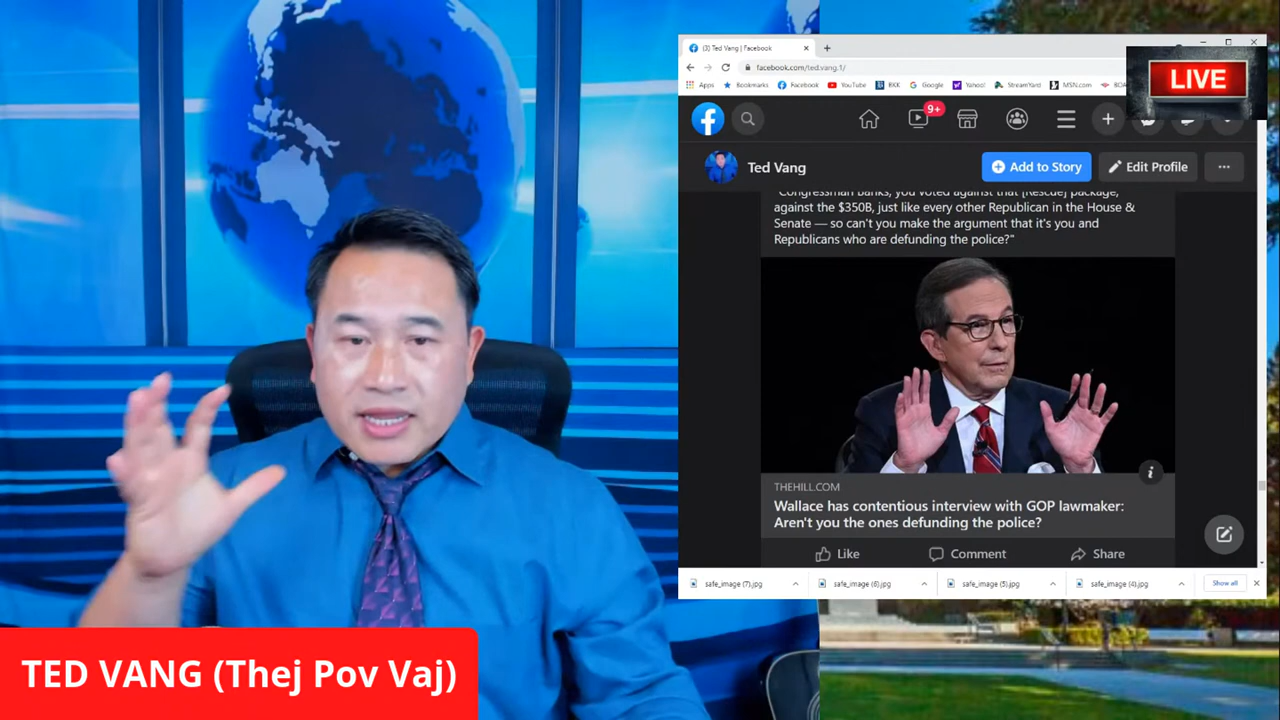 (3) Ted Vang | Facebook
facebook.com/ted.vang.1/
Apps Bookmarks Facebook YouTube BKK Google Yahoo! StreamYard MSN.com
LIVE
9+
Ted Vang
Add to Story
Edit Profile
"Congressman Banks, you voted against that [Rescue] package,
against the $350B, just like every other Republican in the House &
Senate — so can't you make the argument that it's you and
Republicans who are defunding the police?"
THEHILL.COM
Wallace has contentious interview with GOP lawmaker:
Aren't you the ones defunding the police?
Like Comment Share
safe_image (7).jpg safe_image (6).jpg safe_image (5).jpg safe_image (4).jpg Show all
TED VANG (Thej Pov Vaj)